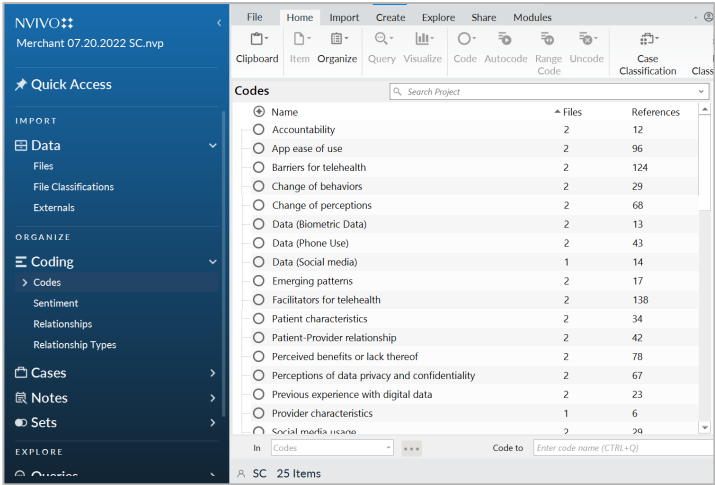 NVIVO
Merchant 07.20.2022 SC.nvp
Quick Access
IMPORT
Data
Files
File Classifications
Externals
ORGANIZE
Coding
Codes
Sentiment
Relationships
Relationship Types
Cases
Notes
Sets
EXPLORE
Queries
File Home Import Create Explore Share Modules
Clipboard Item Organize Query Visualize Code Autocode Range Code Uncode Case Classification
Codes
Search Project
Name Files References
Accountability 2 12
App ease of use 2 96
Barriers for telehealth 2 124
Change of behaviors 2 29
Change of perceptions 2 68
Data (Biometric Data) 2 13
Data (Phone Use) 2 43
Data (Social media) 1 14
Emerging patterns 2 17
Facilitators for telehealth 2 138
Patient characteristics 2 34
Patient-Provider relationship 2 42
Perceived benefits or lack thereof 2 78
Perceptions of data privacy and confidentiality 2 67
Previous experience with digital data 2 23
Provider characteristics 1 6
Social media usage 2 29
In Codes Code to Enter code name (CTRL+Q)
SC 25 Items